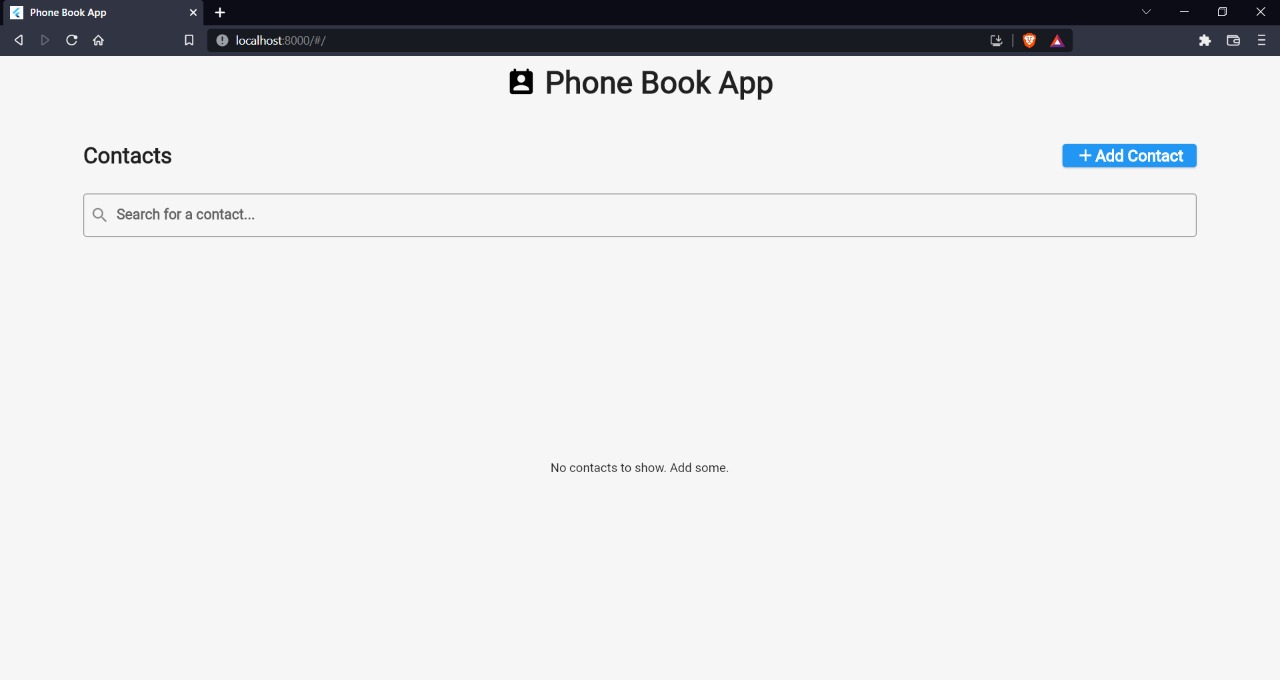 Phone Book App
localhost:8000/#/
Phone Book App
Contacts
+ Add Contact
Search for a contact...
No contacts to show. Add some.